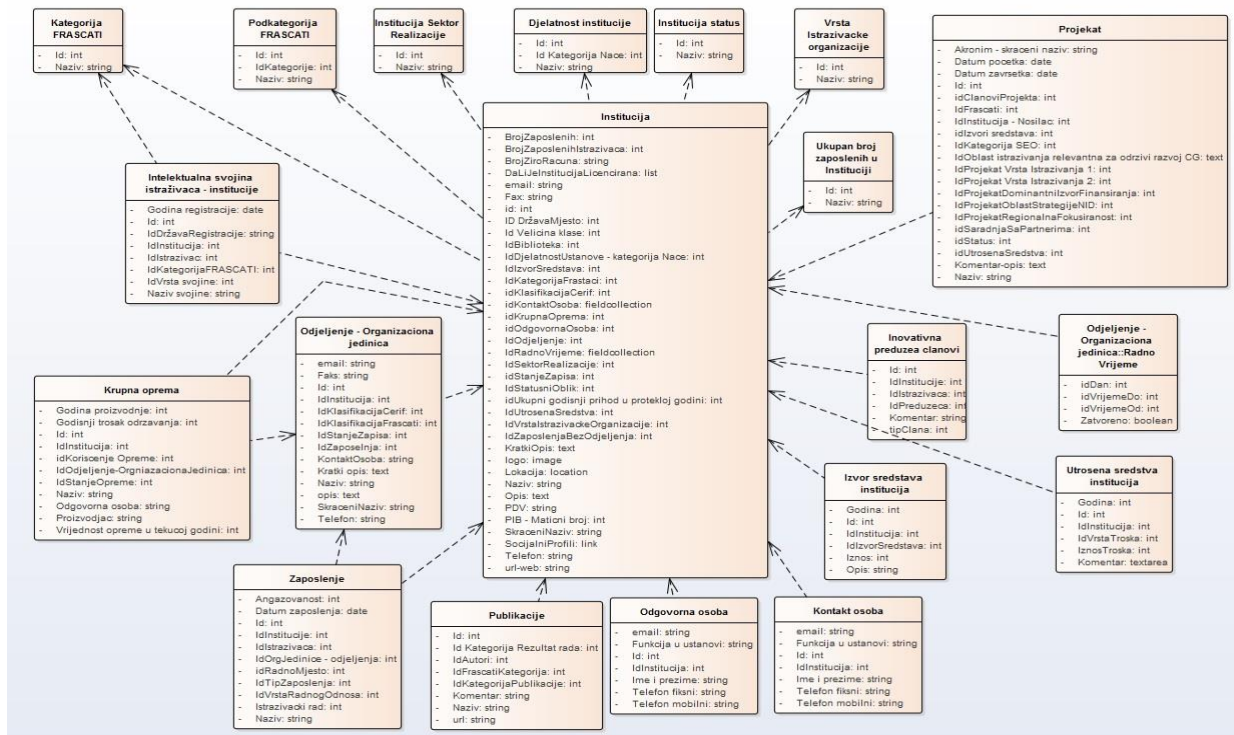 Kategorija
FRASCATI
- Id: int
- Naziv: string
Podkategorija
FRASCATI
- Id: int
- IdKategorije: int
- Naziv: string
Institucija Sektor
Realizacije
- Id: int
- Naziv: string
Djelatnost institucije
- Id: int
- Id Kategorija Nace: int
- Naziv: string
Institucija status
- Id: int
- Naziv: string
Vrsta
Istrazivacke
organizacije
- Id: int
- Naziv: string
Projekat
- Akronim - skraceni naziv: string
- Datum pocetka: date
- Datum zavrsetka: date
- Id: int
- idClanoviProjekta: int
- idFrascati: int
- IdInstitucija - Nosilac: int
- idIzvori sredstava: int
- IdKategorija SEO: int
- IdOblast istrazivanja relevantna za odrzivi razvoj CG: text
- IdProjekat Vrsta Istrazivanja 1: int
- IdProjekat Vrsta Istrazivanja 2: int
- IdProjekatDominantniIzvorFinansiranja: int
- IdProjekatOblastStrategijeNID: int
- IdProjekatRegionalnaFokusiranost: int
- idSaradnjaSaPartnerima: int
- idStatus: int
- idUtrosenaSredstva: int
- Komentar-opis: text
- Naziv: string
Institucija
- BrojZaposlenih: int
- BrojZaposlenihIstrazivaca: int
- BrojZiroRacuna: string
- DaLiJeInstitucijaLicencirana: list
- email: string
- Fax: string
- id: int
- ID DržavaMjesto: int
- Id Velicina klase: int
- IdBiblioteka: int
- IdDjelatnostUstanove - kategorija Nace: int
- IdIzvorSredstava: int
- IdKategorijaFrastaci: int
- idKlasifikacijaCerif: int
- idKontaktOsoba: fieldcollection
- idKrupnaOprema: int
- idOdgovornaOsoba: int
- IdOdjeljenje: int
- IdRadnoVrijeme: fieldcollection
- IdSektorRealizacije: int
- idStanjeZapisa: int
- IdStatusniOblik: int
- idUkupni godisnji prihod u protekloj godini: int
- IdUtrosenaSredstva: int
- IdVrstaIstrazivackeOrganizacije: int
- IdZaposlenjaBezOdjeljenja: int
- KratkiOpis: text
- logo: image
- Lokacija: location
- Naziv: string
- Opis: text
- PDV: string
- PIB - Maticni broj: int
- SkraceniNaziv: string
- SocijalniProfili: link
- Telefon: string
- url-web: string
Ukupan broj
zaposlenih u
Instituciji
- Id: int
- Naziv: string
Intelektualna svojina
istraživaca - institucije
- Godina registracije: date
- Id: int
- IdDržavaRegistracije: string
- IdInstitucija: int
- IdIstrazivac: int
- IdKategorijaFRASCATI: int
- IdVrsta svojine: int
- Naziv svojine: string
Odjeljenje - Organizaciona
jedinica
- email: string
- Faks: string
- Id: int
- IdInstitucija: int
- IdKlasifikacijaCerif: int
- IdKlasifikacijaFrascati: int
- IdStanjeZapisa: int
- IdZaposelnja: int
- KontaktOsoba: string
- Kratki opis: text
- Naziv: string
- opis: text
- SkraceniNaziv: string
- Telefon: string
Krupna oprema
- Godina proizvodnje: int
- Godisnji trosak odrzavanja: int
- Id: int
- IdInstitucija: int
- idKoriscenje Opreme: int
- IdOdjeljenje-OrgniazacionaJedinica: int
- IdStanjeOpreme: int
- Naziv: string
- Odgovorna osoba: string
- Proizvodjac: string
- Vrijednost opreme u tekucoj godini: int
Inovativna
preduzea clanovi
- Id: int
- IdInstitucije: int
- IdIstrazivaca: int
- IdPreduzeca: int
- Komentar: string
- tipClana: int
Odjeljenje -
Organizaciona
jedinica::Radno
Vrijeme
- idDan: int
- idVrijemeDo: int
- idVrijemeOd: int
- Zatvoreno: boolean
Izvor sredstava
institucija
- Godina: int
- Id: int
- IdInstitucija: int
- IdIzvorSredstava: int
- Iznos: int
- Opis: string
Utrosena sredstva
institucija
- Godina: int
- Id: int
- IdInstitucija: int
- IdVrstaTroska: int
- IznosTroska: int
- Komentar: textarea
Zaposlenje
- Angazovanost: int
- Datum zaposlenja: date
- Id: int
- IdInstitucije: int
- IdIstrazivaca: int
- IdOrgJedinice - odjeljenja: int
- idRadnoMjesto: int
- IdTipZaposlenja: int
- IdVrstaRadnogOdnosa: int
- Istrazivacki rad: int
- Naziv: string
Publikacije
- Id: int
- Id Kategorija Rezultat rada: int
- IdAutori: int
- IdFrascatiKategorija: int
- IdKategorijaPublikacije: int
- Komentar: string
- Naziv: string
- url: string
Odgovorna osoba
- email: string
- Funkcija u ustanovi: string
- Id: int
- IdInstitucija: int
- Ime i prezime: string
- Telefon fiksni: string
- Telefon mobilni: string
Kontakt osoba
- email: string
- Funkcija u ustanovi: string
- Id: int
- IdInstitucija: int
- Ime i prezime: string
- Telefon fiksni: string
- Telefon mobilni: string